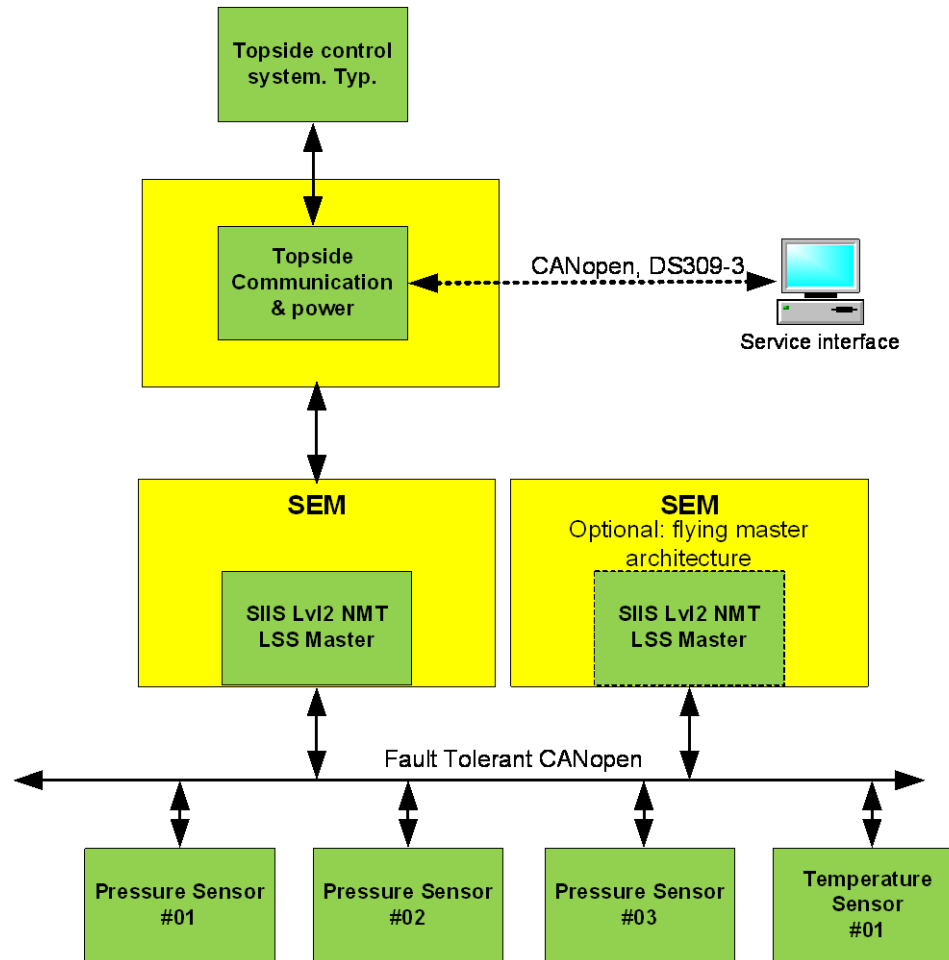 Topside control
system. Typ.
Topside
Communication
& power
CANopen, DS309-3
Service interface
SEM
SIIS Lvl2 NMT
LSS Master
SEM
Optional: flying master
architecture
SIIS Lvl2 NMT
LSS Master
Fault Tolerant CANopen
Pressure Sensor
#01
Pressure Sensor
#02
Pressure Sensor
#03
Temperature
Sensor
#01